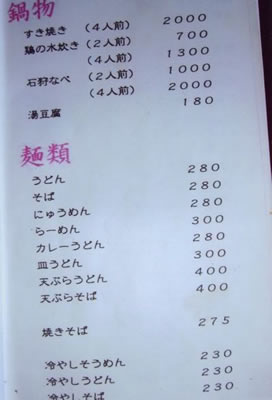 鍋物
すき焼き (4人前) 2000
鶏の水炊き (2人前) 700
(4人前) 1300
石狩なべ (2人前) 1000
(4人前) 2000
湯豆腐 180
麺類
うどん 280
そば 280
にゅうめん 280
らーめん 300
カレーうどん 280
皿うどん 300
天ぷらうどん 400
天ぷらそば 400
焼きそば 275
冷やしそうめん 230
冷やしうどん 230
冷やしそば 230